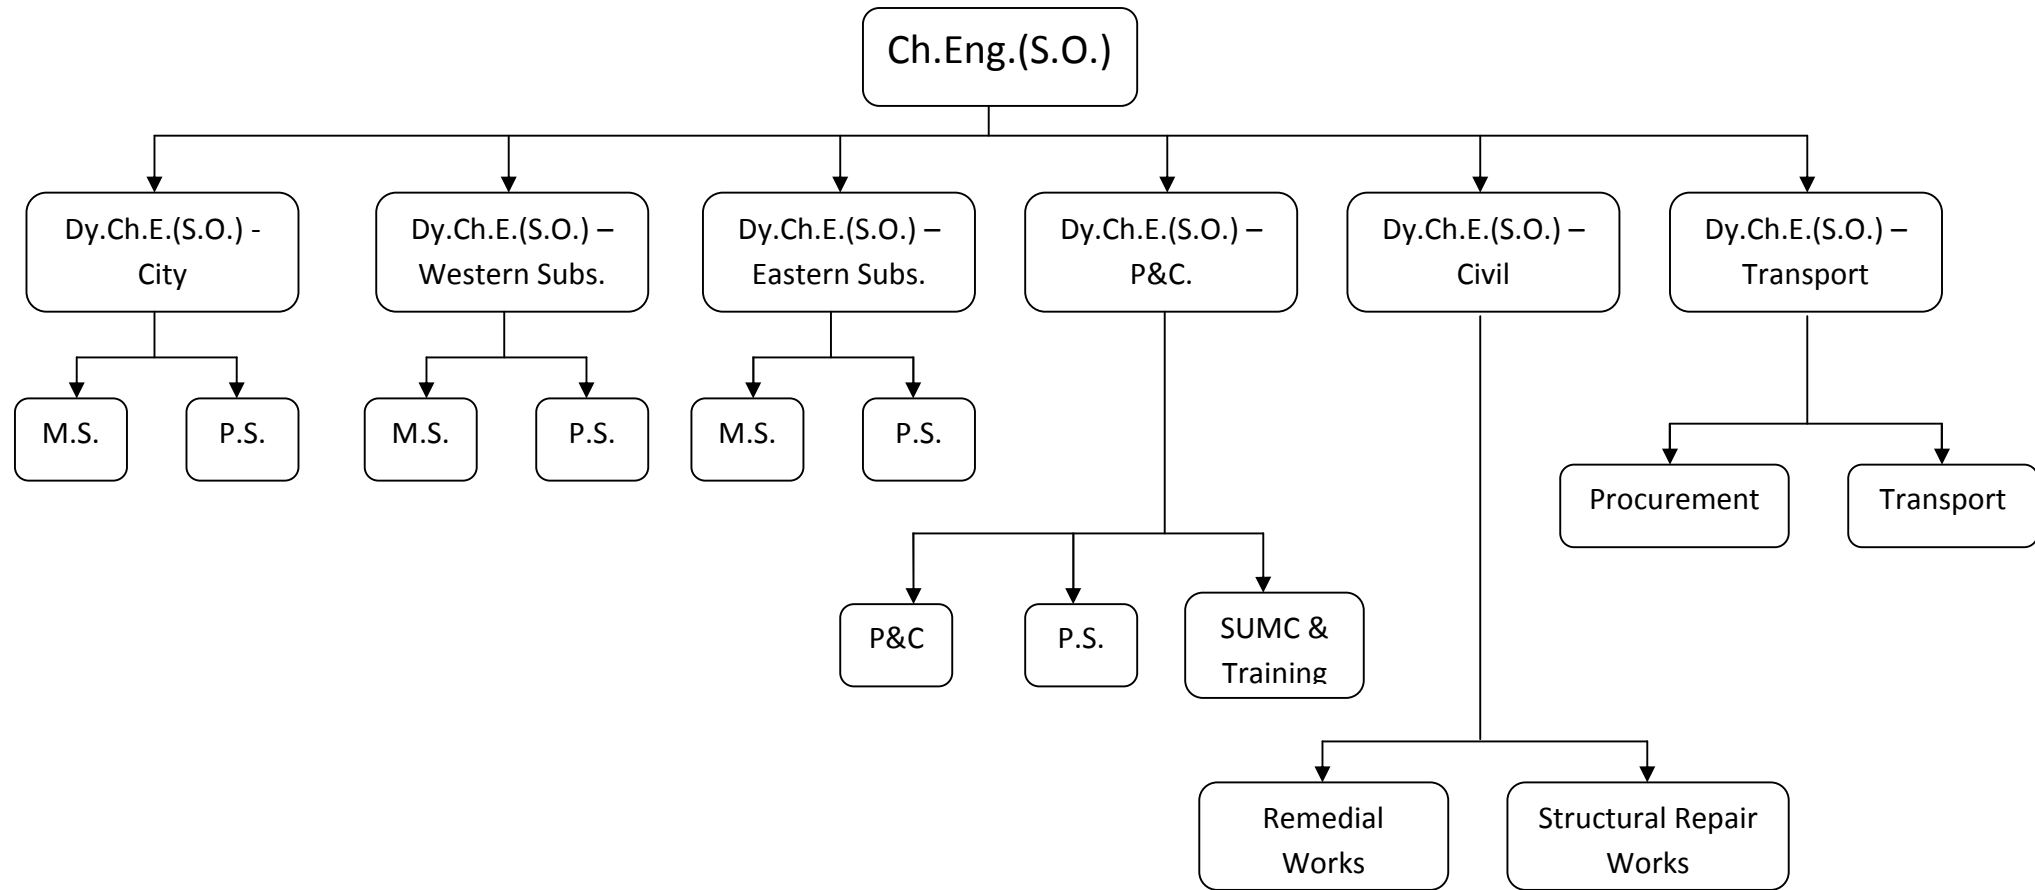 Ch.Eng.(S.O.)
Dy.Ch.E.(S.O.) -
City
Dy.Ch.E.(S.O.) –
Western Subs.
Dy.Ch.E.(S.O.) –
Eastern Subs.
Dy.Ch.E.(S.O.) –
P&C.
Dy.Ch.E.(S.O.) –
Civil
Dy.Ch.E.(S.O.) –
Transport
M.S.
P.S.
M.S.
P.S.
M.S.
P.S.
Procurement
Transport
P&C
P.S.
SUMC &
Training
Remedial
Works
Structural Repair
Works